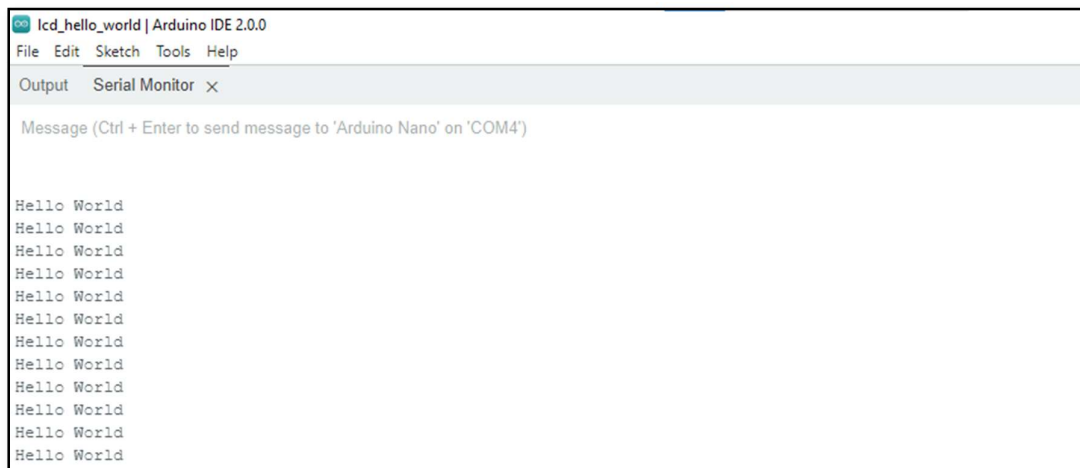 lcd_hello_world | Arduino IDE 2.0.0
File Edit Sketch Tools Help
Output Serial Monitor ×
Message (Ctrl + Enter to send message to 'Arduino Nano' on 'COM4')
Hello World
Hello World
Hello World
Hello World
Hello World
Hello World
Hello World
Hello World
Hello World
Hello World
Hello World
Hello World